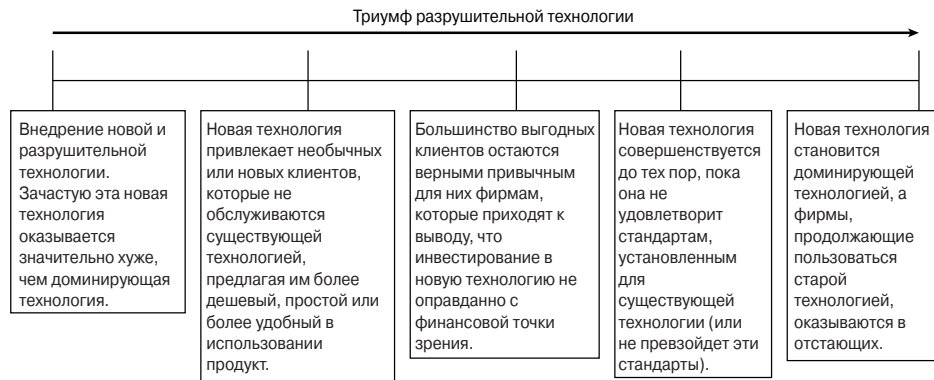 Триумф разрушительной технологии
Внедрение новой и
разрушительной
технологии.
Зачастую эта новая
технология
оказывается
значительно хуже,
чем доминирующая
технология.
Новая технология
привлекает необычных
или новых клиентов,
которые не
обслуживаются
существующей
технологией,
предлагая им более
дешевый, простой или
более удобный в
использовании
продукт.
Большинство выгодных
клиентов остаются
верными привычным
для них фирмам,
которые приходят к
выводу, что
инвестирование в
новую технологию не
оправданно с
финансовой точки
зрения.
Новая технология
совершенствуется
до тех пор, пока
она не
удовлетворит
стандартам,
установленным
для
существующей
технологии (или
не превзойдет эти
стандарты).
Новая технология
становится
доминирующей
технологией, а
фирмы,
продолжающие
пользоваться
старой
технологией,
оказываются в
отстающих.